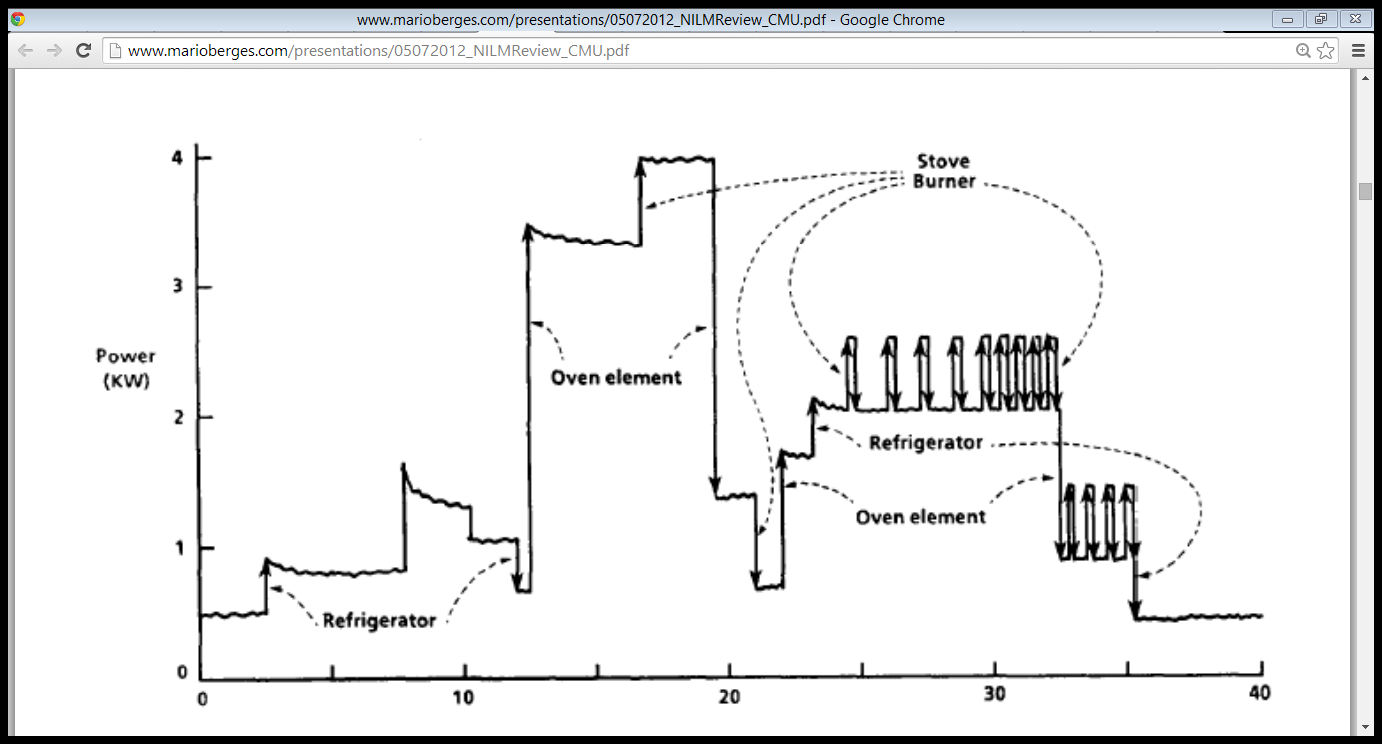 www.marioberges.com/presentations/05072012_NILMReview_CMU.pdf - Google Chrome
www.marioberges.com/presentations/05072012_NILMReview_CMU.pdf
4
3
2
1
0
Power
(KW)
Stove
Burner
Oven element
Refrigerator
Oven element
Refrigerator
0
10
20
30
40